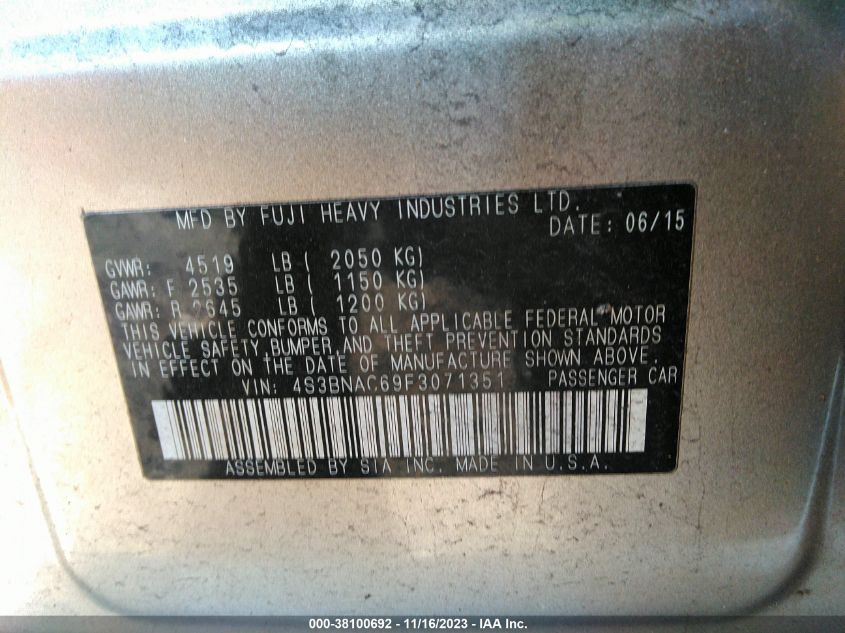 MFD BY FUJI HEAVY INDUSTRIES LTD.
DATE: 06/15
GVWR: 4519 LB ( 2050 KG)
GAWR: F 2535 LB ( 1150 KG)
GAWR: R 2645 LB ( 1200 KG)
THIS VEHICLE CONFORMS TO ALL APPLICABLE FEDERAL MOTOR
VEHICLE SAFETY, BUMPER, AND THEFT PREVENTION STANDARDS
IN EFFECT ON THE DATE OF MANUFACTURE SHOWN ABOVE.
VIN: 4S3BNAC69F3071351 PASSENGER CAR
ASSEMBLED BY SIA INC. MADE IN U.S.A.
000-38100692 - 11/16/2023 - IAA Inc.